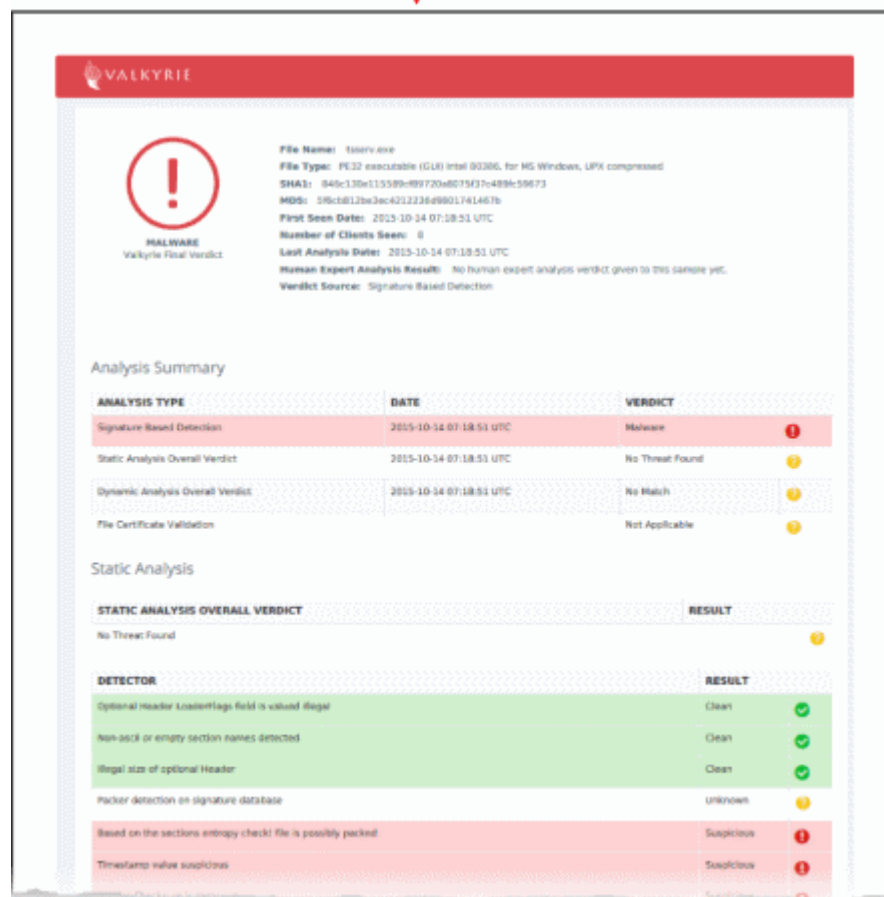 VALKYRIE
MALWARE
Valkyrie Final Verdict
File Name: tsserv.exe
File Type: PE32 executable (GUI) Intel 80386, for MS Windows, UPX compressed
SHA1:
MD5:
First Seen Date: 2015-10-14 07:18:51 UTC
Number of Clients Seen:
Last Analysis Date: 2015-10-14 07:18:51 UTC
Human Expert Analysis Result: No human expert analysis verdict given to this sample yet.
Verdict Source: Signature Based Detection
Analysis Summary
ANALYSIS TYPE DATE VERDICT
Signature Based Detection 2015-10-14 07:18:51 UTC Malware
Static Analysis Overall Verdict 2015-10-14 07:18:51 UTC No Threat Found
Dynamic Analysis Overall Verdict 2015-10-14 07:18:51 UTC No Match
File Certificate Validation Not Applicable
Static Analysis
STATIC ANALYSIS OVERALL VERDICT RESULT
No Threat Found
DETECTOR RESULT
Optional Header LoaderFlags field is valued illegal Clean
Non-ascii or empty section names detected Clean
Illegal size of optional Header Clean
Packer detection on signature database Unknown
Based on the sections entropy check! file is possibly packed Suspicious
Timestamp value suspicious Suspicious